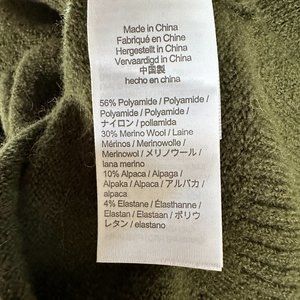 Made in China
Fabriqué en Chine
Hergestellt in China
Vervaardigd in China
中国製
hecho en china
56% Polyamide / Polyamide /
Polyamide / Polyamide /
ナイロン / poliamida
30% Merino Wool / Laine
Mérinos / Merinowolle /
Merinowol / メリノウール /
lana merino
10% Alpaca / Alpaga /
Alpaka / Alpaca / アルパカ /
alpaca
4% Elastane / Élasthanne /
Elastan / Elastaan / ポリウ
レタン / elastano